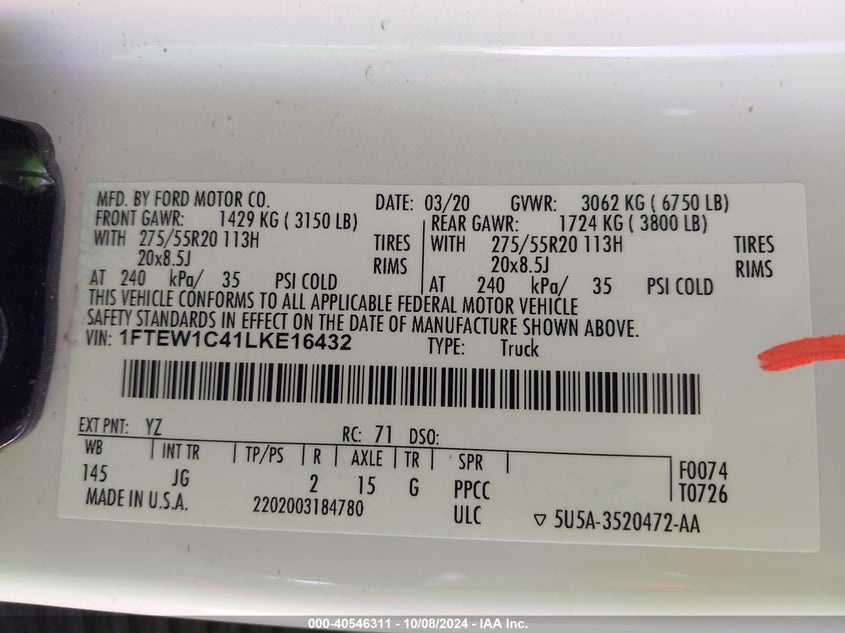 MFD. BY FORD MOTOR CO. DATE: 03/20 GVWR: 3062 KG ( 6750 LB)
FRONT GAWR: 1429 KG ( 3150 LB) REAR GAWR: 1724 KG ( 3800 LB)
WITH 275/55R20 113H TIRES WITH 275/55R20 113H TIRES
20x8.5J RIMS 20x8.5J RIMS
AT 240 kPa/ 35 PSI COLD AT 240 kPa/ 35 PSI COLD
THIS VEHICLE CONFORMS TO ALL APPLICABLE FEDERAL MOTOR VEHICLE
SAFETY STANDARDS IN EFFECT ON THE DATE OF MANUFACTURE SHOWN ABOVE.
VIN: 1FTEW1C41LKE16432 TYPE: Truck
EXT PNT: YZ RC: 71 DSO:
WB INT TR TP/PS R AXLE TR SPR F0074
145 JG 2 15 G PPCC T0726
MADE IN U.S.A. 2202003184780 ULC ▽ 5U5A-3520472-AA
000-40546311 - 10/08/2024 - IAA Inc.